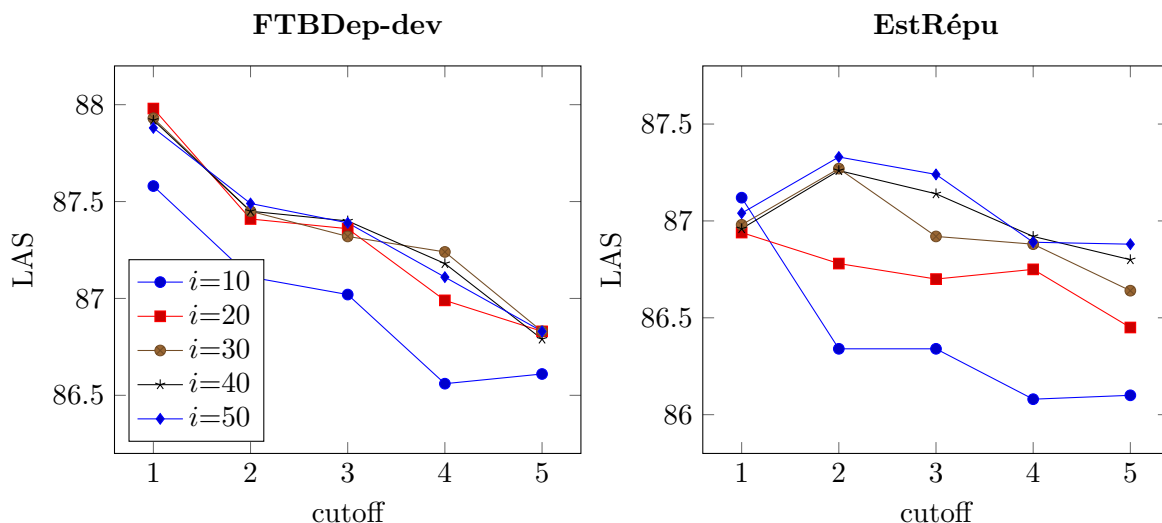 FTBDep-dev
88
87.5
87
86.5
LAS
i=10
i=20
i=30
i=40
i=50
1 2 3 4 5
cutoff
EstRépu
87.5
87
86.5
86
LAS
1 2 3 4 5
cutoff